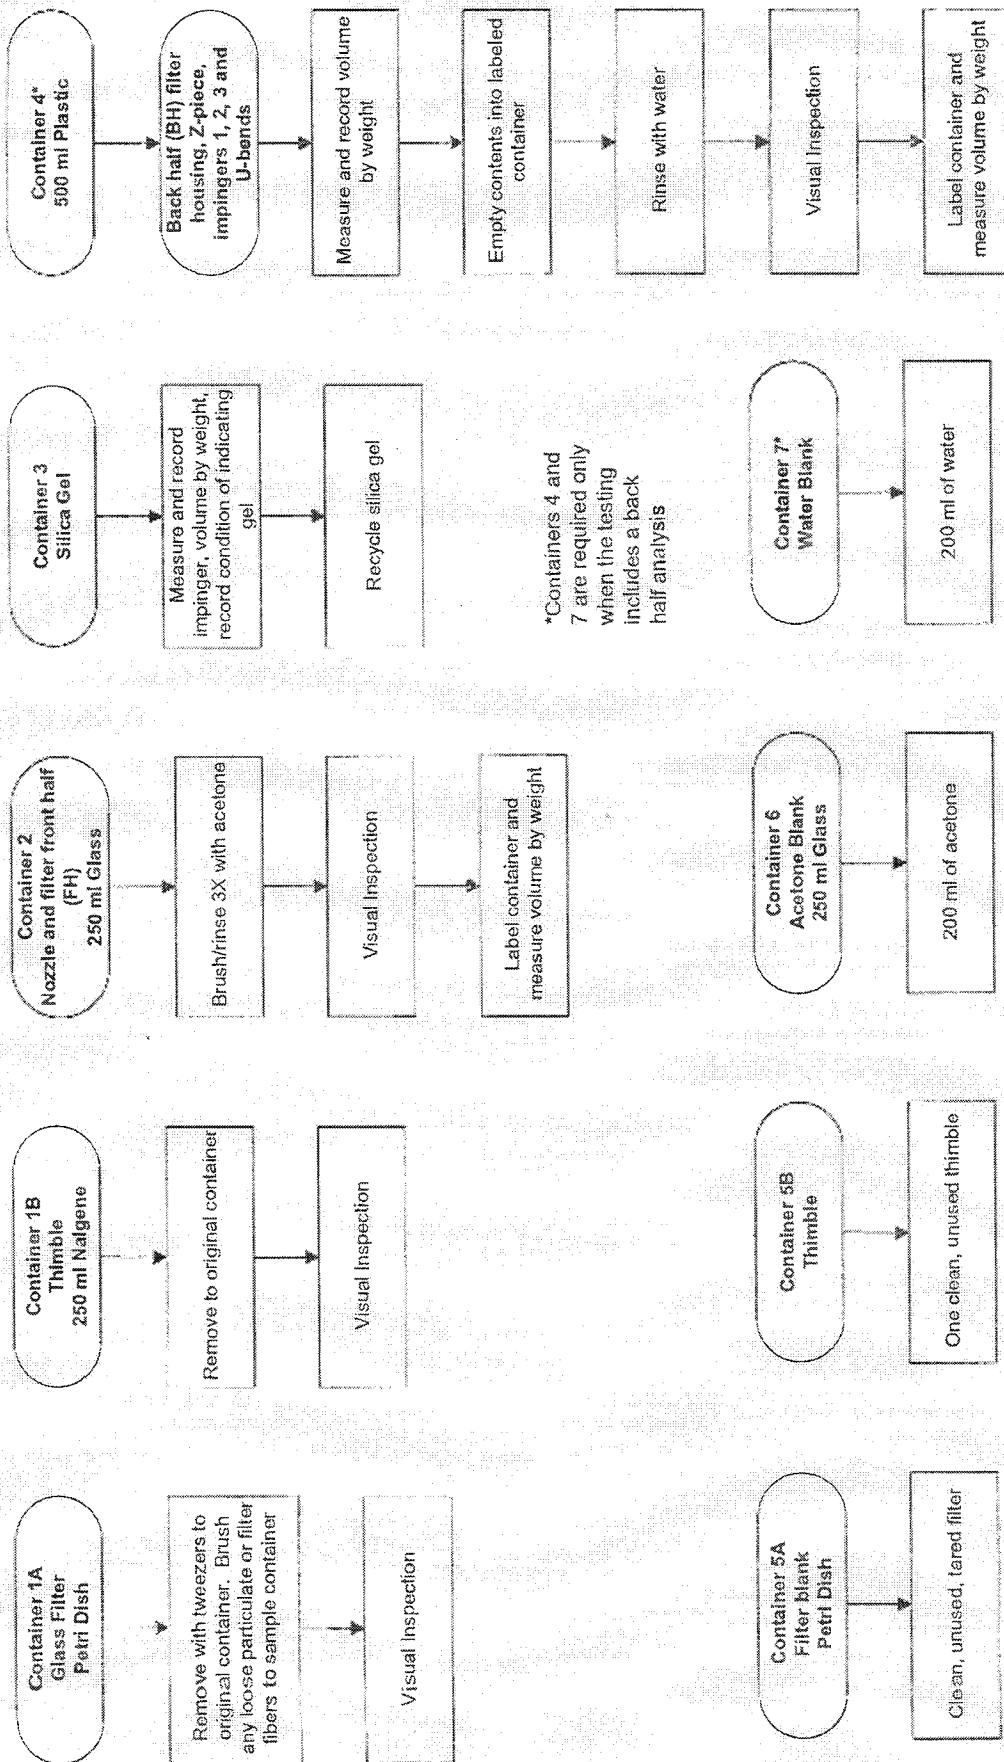 Container 1A
Glass Filter
Petri Dish
Remove with tweezers to
original container. Brush
any loose particulate or filter
fibers to sample container
Visual Inspection
Container 1B
Thimble
250 ml Nalgene
Remove to original container
Visual Inspection
Container 2
Nozzle and filter front half
(FH)
250 ml Glass
Brush/rinse 3X with acetone
Visual Inspection
Label container and
measure volume by weight
Container 3
Silica Gel
Measure and record
impinger, volume by weight,
record condition of indicating
gel
Recycle silica gel
Container 4*
500 ml Plastic
Back half (BH) filter
housing, Z-piece,
impingers 1, 2, 3 and
U-bends
Measure and record volume
by weight
Empty contents into labeled
container
Rinse with water
Visual Inspection
Label container and
measure volume by weight
*Containers 4 and
7 are required only
when the testing
includes a back
half analysis
Container 5A
Filter blank
Petri Dish
Clean, unused, tared filter
Container 5B
Thimble
One clean, unused thimble
Container 6
Acetone Blank
250 ml Glass
200 ml of acetone
Container 7*
Water Blank
200 ml of water